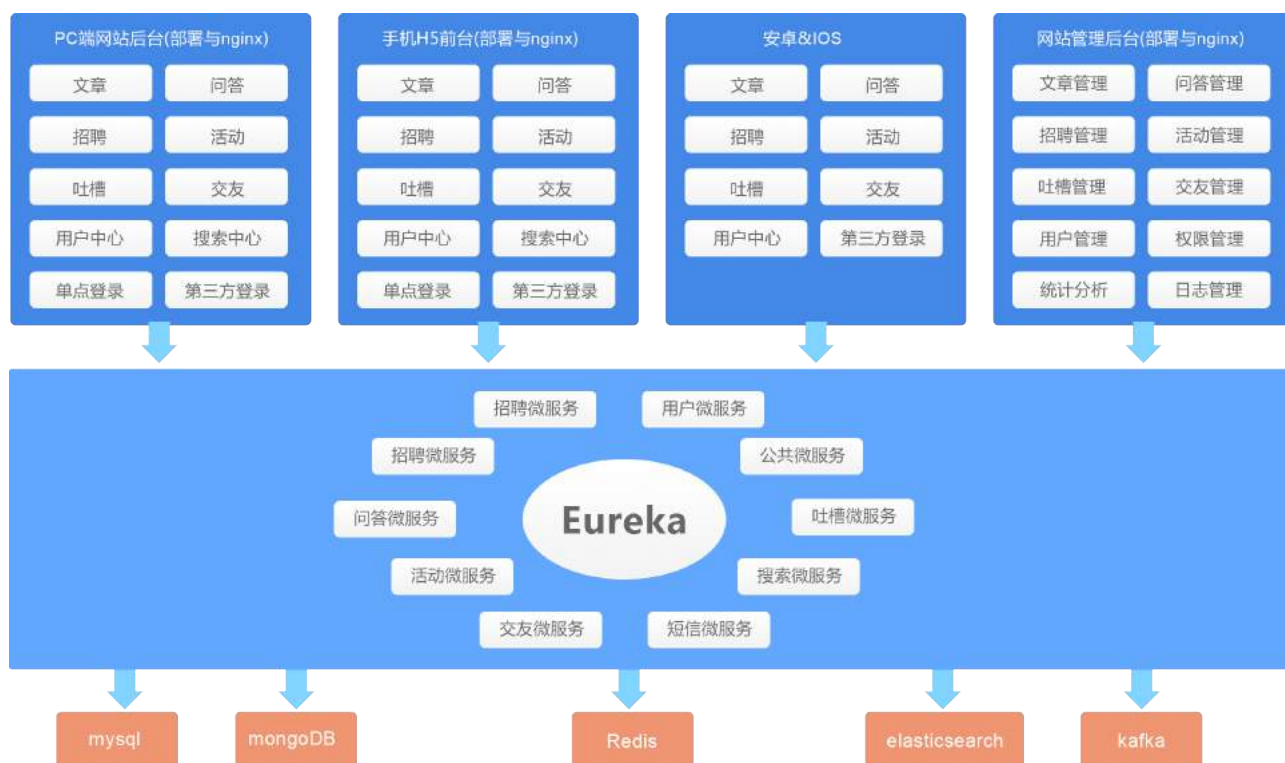 PC端网站后台(部署与nginx)
文章 问答
招聘 活动
吐槽 交友
用户中心 搜索中心
单点登录 第三方登录
手机H5前台(部署与nginx)
文章 问答
招聘 活动
吐槽 交友
用户中心 搜索中心
单点登录 第三方登录
安卓&IOS
文章 问答
招聘 活动
吐槽 交友
用户中心 第三方登录
网站管理后台(部署与nginx)
文章管理 问答管理
招聘管理 活动管理
吐槽管理 交友管理
用户管理 权限管理
统计分析 日志管理
招聘微服务 用户微服务
招聘微服务 公共微服务
问答微服务 Eureka 吐槽微服务
活动微服务 搜索微服务
交友微服务 短信微服务
mysql mongoDB Redis elasticsearch kafka